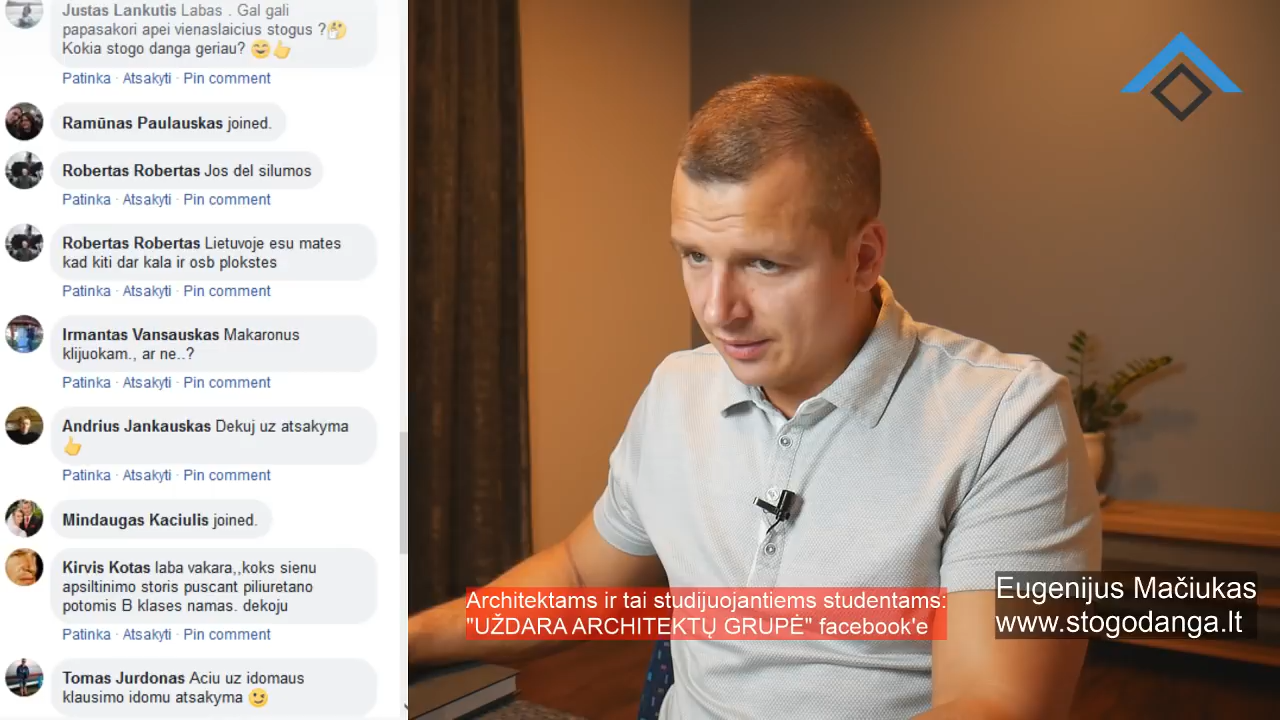 Justas Lankutis Labas . Gal gali
papasakori apei vienaslaicius stogus ?🤔
Kokia stogo danga geriau? 😄👍
Patinka · Atsakyti · Pin comment
Ramūnas Paulauskas joined.
Robertas Robertas Jos del silumos
Patinka · Atsakyti · Pin comment
Robertas Robertas Lietuvoje esu mates
kad kiti dar kala ir osb plokstes
Patinka · Atsakyti · Pin comment
Irmantas Vansauskas Makaronus
klijuokam., ar ne..?
Patinka · Atsakyti · Pin comment
Andrius Jankauskas Dekuj uz atsakyma
👍
Patinka · Atsakyti · Pin comment
Mindaugas Kaciulis joined.
Kirvis Kotas laba vakara,,koks sienu
apsiltinimo storis puscant piliuretano
potomis B klases namas. dekoju
Patinka · Atsakyti · Pin comment
Tomas Jurdonas Aciu uz idomaus
klausimo idomu atsakyma 😉
Architektams ir tai studijuojantiems studentams:
"UŽDARA ARCHITEKTŲ GRUPĖ" facebook'e
Eugenijus Mačiukas
www.stogodanga.lt